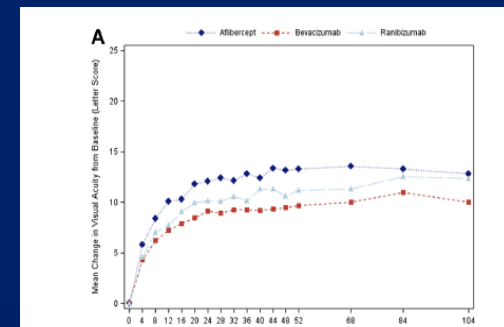 A
Aflibercept Bevacizumab Ranibizumab
Mean Change in Visual Acuity from Baseline (Letter Score)
25
20
15
10
5
0
0 4 8 12 16 20 24 28 32 36 40 44 48 52 68 84 104